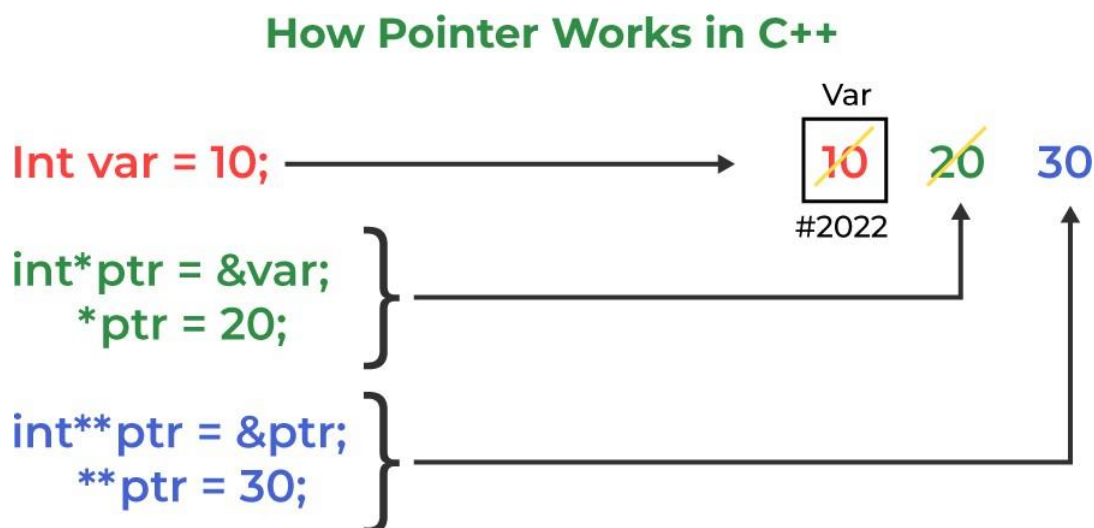 How Pointer Works in C++
Var
Int var = 10;
10 20 30
#2022
int*ptr = &var;
*ptr = 20;
int**ptr = &ptr;
**ptr = 30;